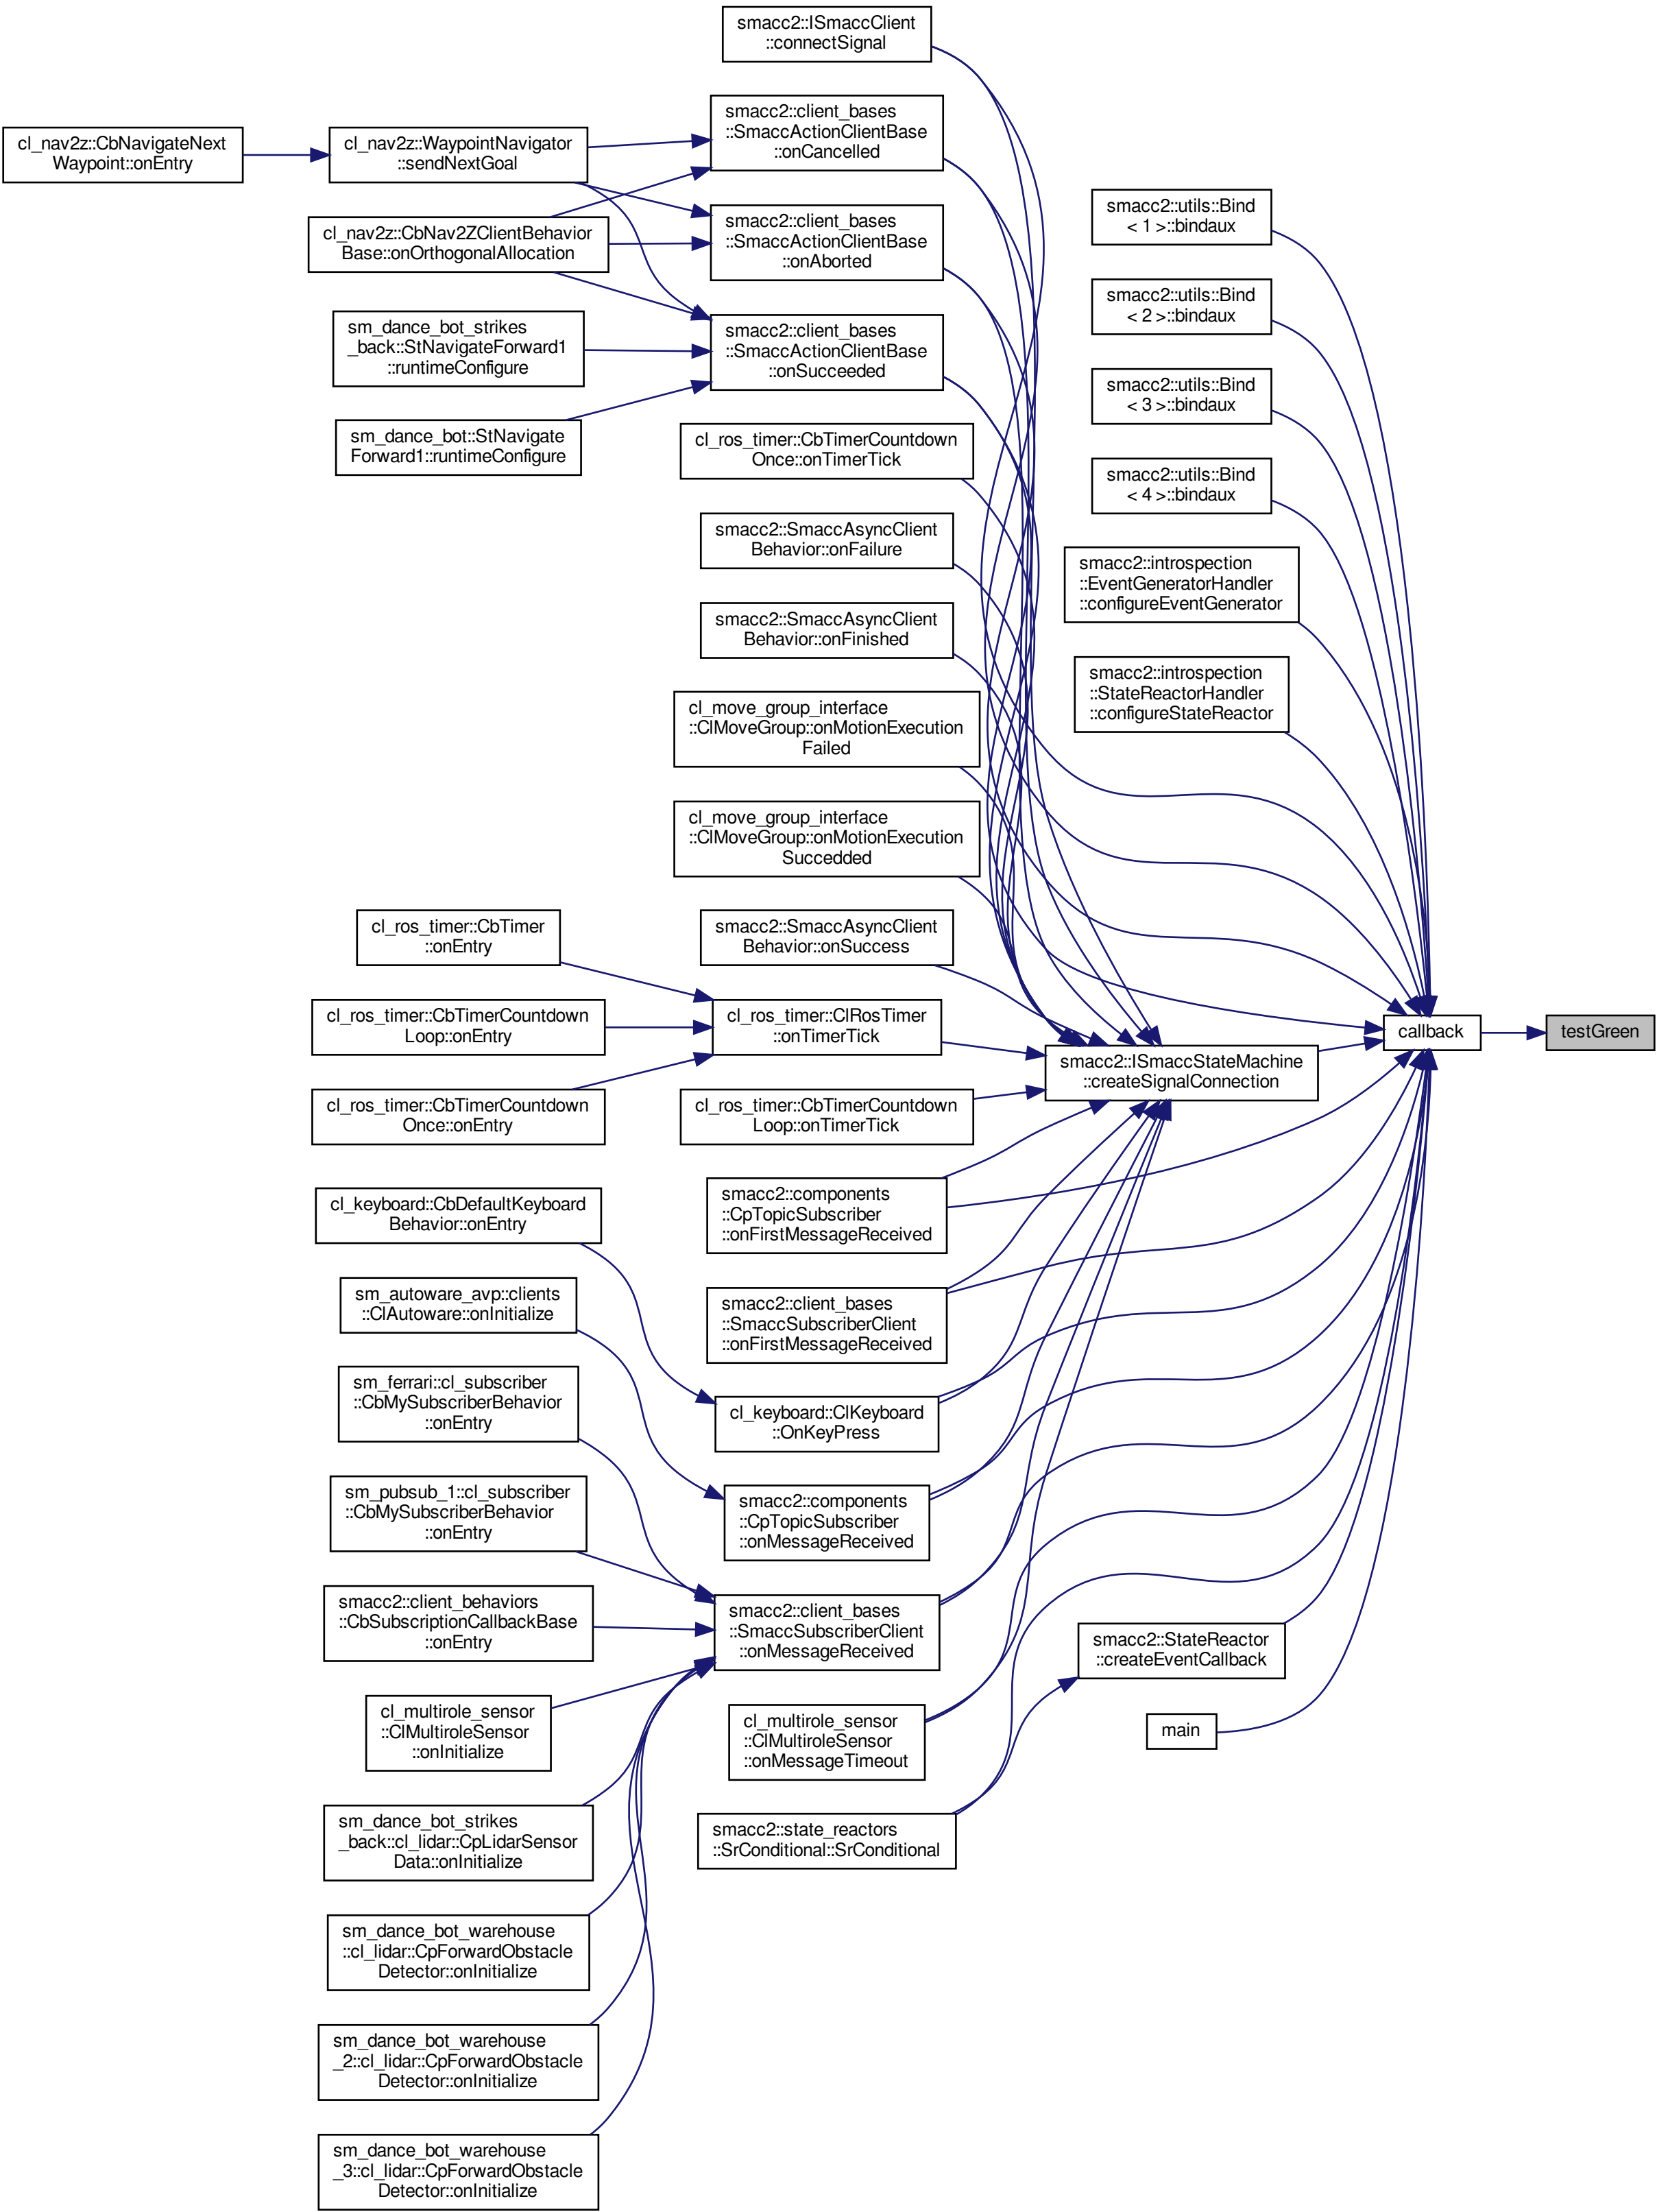 smacc2::ISmaccClient
::connectSignal
smacc2::client_bases
::SmaccActionClientBase
::onCancelled
cl_nav2z::CbNavigateNext
Waypoint::onEntry
cl_nav2z::WaypointNavigator
::sendNextGoal
smacc2::utils::Bind
< 1 >::bindaux
cl_nav2z::CbNav2ZClientBehavior
Base::onOrthogonalAllocation
smacc2::client_bases
::SmaccActionClientBase
::onAborted
smacc2::utils::Bind
< 2 >::bindaux
sm_dance_bot_strikes
_back::StNavigateForward1
::runtimeConfigure
smacc2::client_bases
::SmaccActionClientBase
::onSucceeded
smacc2::utils::Bind
< 3 >::bindaux
sm_dance_bot::StNavigate
Forward1::runtimeConfigure
cl_ros_timer::CbTimerCountdown
Once::onTimerTick
smacc2::utils::Bind
< 4 >::bindaux
smacc2::SmaccAsyncClient
Behavior::onFailure
smacc2::introspection
::EventGeneratorHandler
::configureEventGenerator
smacc2::SmaccAsyncClient
Behavior::onFinished
smacc2::introspection
::StateReactorHandler
::configureStateReactor
cl_move_group_interface
::ClMoveGroup::onMotionExecution
Failed
cl_move_group_interface
::ClMoveGroup::onMotionExecution
Succedded
cl_ros_timer::CbTimer
::onEntry
smacc2::SmaccAsyncClient
Behavior::onSuccess
cl_ros_timer::CbTimerCountdown
Loop::onEntry
cl_ros_timer::ClRosTimer
::onTimerTick
callback
testGreen
smacc2::ISmaccStateMachine
::createSignalConnection
cl_ros_timer::CbTimerCountdown
Once::onEntry
cl_ros_timer::CbTimerCountdown
Loop::onTimerTick
cl_keyboard::CbDefaultKeyboard
Behavior::onEntry
smacc2::components
::CpTopicSubscriber
::onFirstMessageReceived
sm_autoware_avp::clients
::ClAutoware::onInitialize
smacc2::client_bases
::SmaccSubscriberClient
::onFirstMessageReceived
sm_ferrari::cl_subscriber
::CbMySubscriberBehavior
::onEntry
cl_keyboard::ClKeyboard
::OnKeyPress
sm_pubsub_1::cl_subscriber
::CbMySubscriberBehavior
::onEntry
smacc2::components
::CpTopicSubscriber
::onMessageReceived
smacc2::client_behaviors
::CbSubscriptionCallbackBase
::onEntry
smacc2::client_bases
::SmaccSubscriberClient
::onMessageReceived
smacc2::StateReactor
::createEventCallback
cl_multirole_sensor
::ClMultiroleSensor
::onInitialize
cl_multirole_sensor
::ClMultiroleSensor
::onMessageTimeout
main
sm_dance_bot_strikes
_back::cl_lidar::CpLidarSensor
Data::onInitialize
smacc2::state_reactors
::SrConditional::SrConditional
sm_dance_bot_warehouse
::cl_lidar::CpForwardObstacle
Detector::onInitialize
sm_dance_bot_warehouse
_2::cl_lidar::CpForwardObstacle
Detector::onInitialize
sm_dance_bot_warehouse
_3::cl_lidar::CpForwardObstacle
Detector::onInitialize